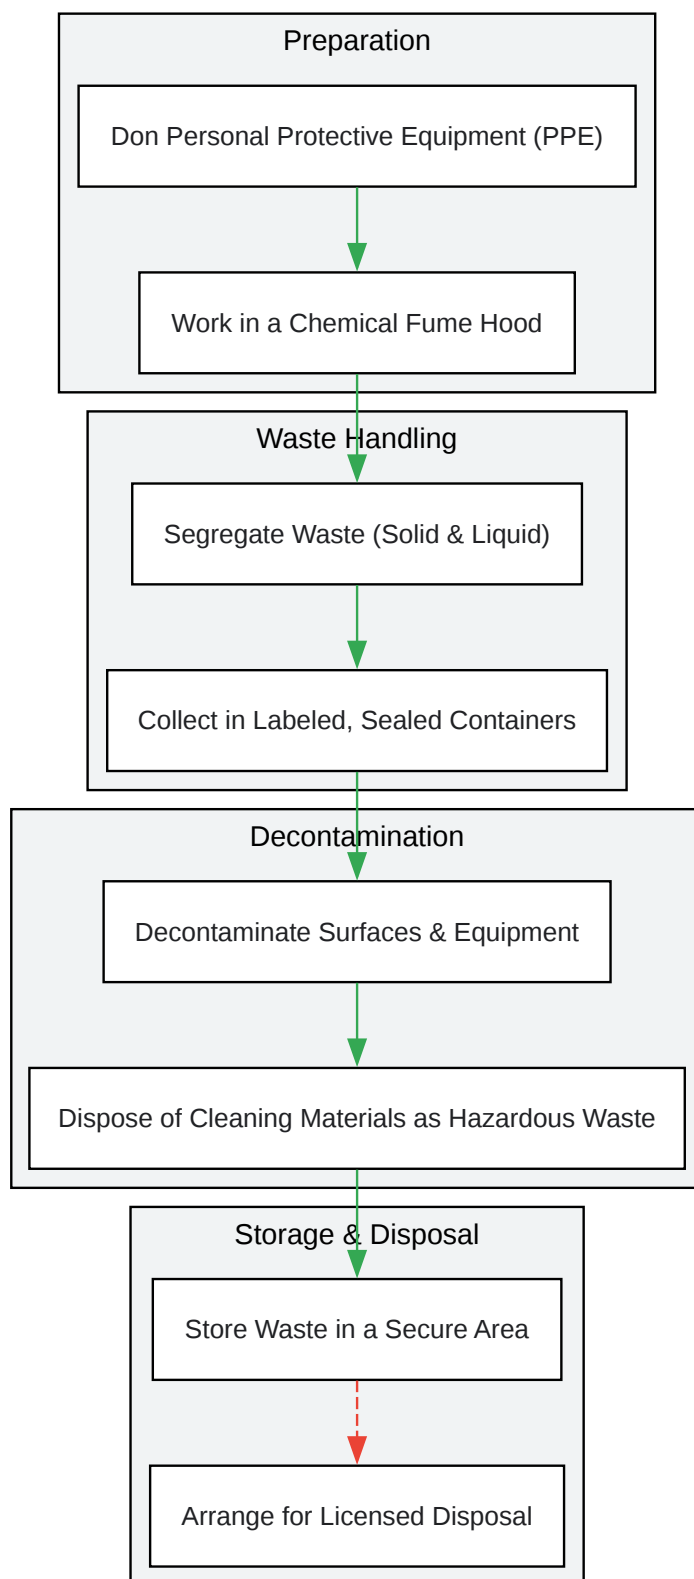 Preparation
Don Personal Protective Equipment (PPE)
Work in a Chemical Fume Hood
Waste Handling
Segregate Waste (Solid & Liquid)
Collect in Labeled, Sealed Containers
Decontamination
Decontaminate Surfaces & Equipment
Dispose of Cleaning Materials as Hazardous Waste
Storage & Disposal
Store Waste in a Secure Area
Arrange for Licensed Disposal